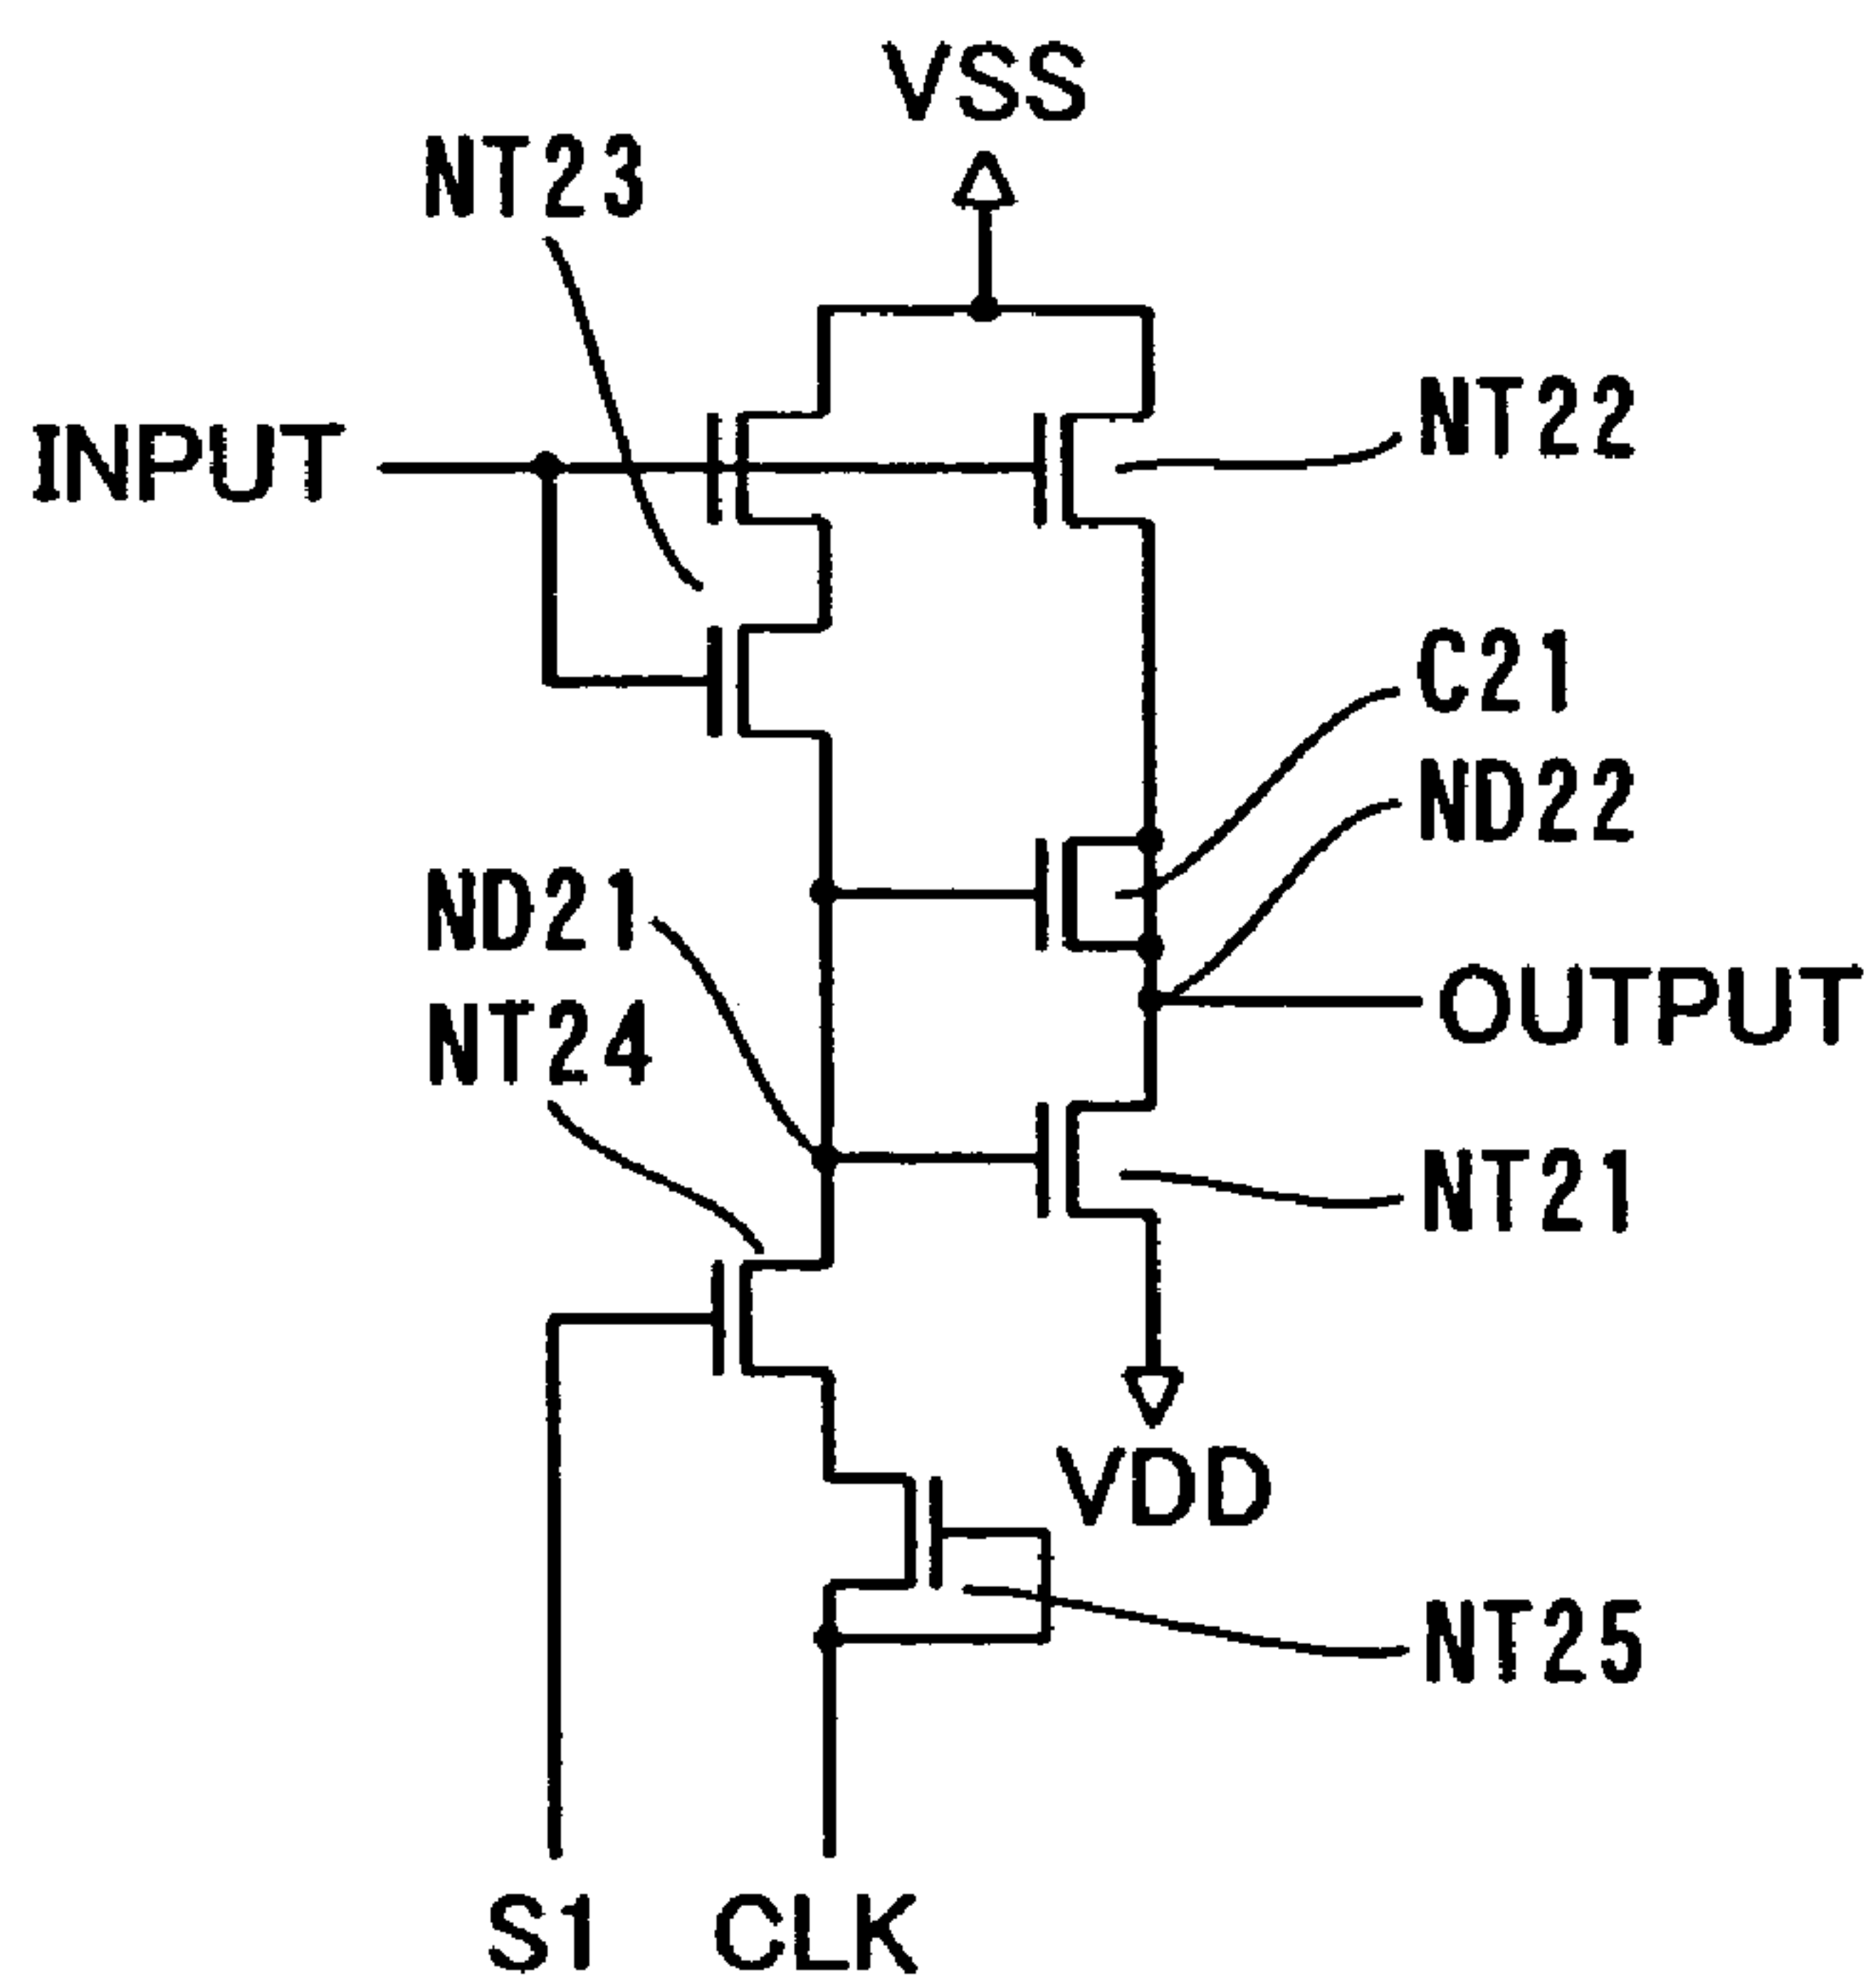 VSS
NT23
NT22
INPUT
C21
ND22
ND21
OUTPUT
NT24
NT21
VDD
NT25
S1
CLK